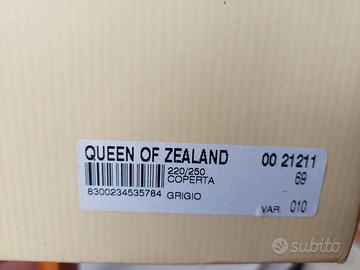 QUEEN OF ZEALAND 00 21211
220/250 69
COPERTA
8300234535784 GRIGIO
VAR. 010
subito